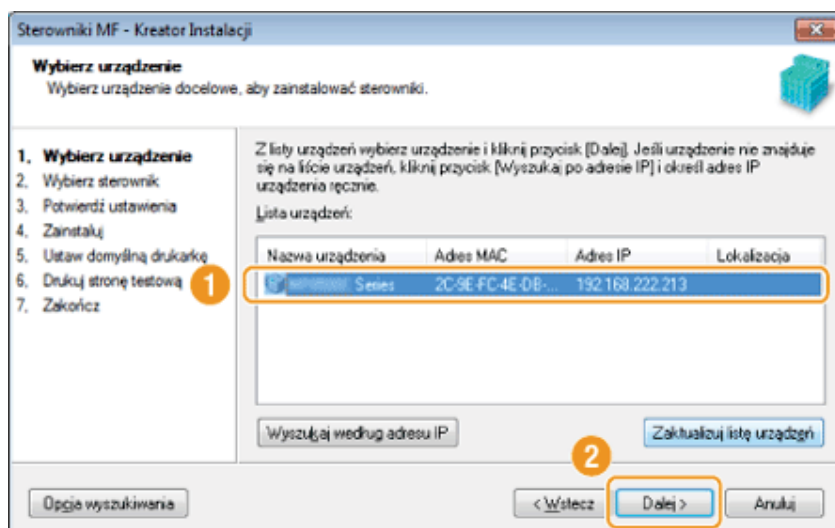 Sterowniki MF - Kreator Instalacji
Wybierz urządzenie
Wybierz urządzenie docelowe, aby zainstalować sterowniki.
1. Wybierz urządzenie
2. Wybierz sterownik
3. Potwierdź ustawienia
4. Zainstaluj
5. Ustaw domyślną drukarkę
6. Drukuj stronę testową
7. Zakończ
Z listy urządzeń wybierz urządzenie i kliknij przycisk [Dalej]. Jeśli urządzenie nie znajduje
się na liście urządzeń, kliknij przycisk [Wyszukaj po adresie IP] i określ adres IP
urządzenia ręcznie.
Lista urządzeń:
Nazwa urządzenia Adres MAC Adres IP Lokalizacja
1
Series 2C-9E-FC-4E-DB-... 192.168.222.213
Wyszukaj według adresu IP Zaktualizuj listę urządzeń
2
Opcja wyszukiwania < Wstecz Dalej > Anuluj